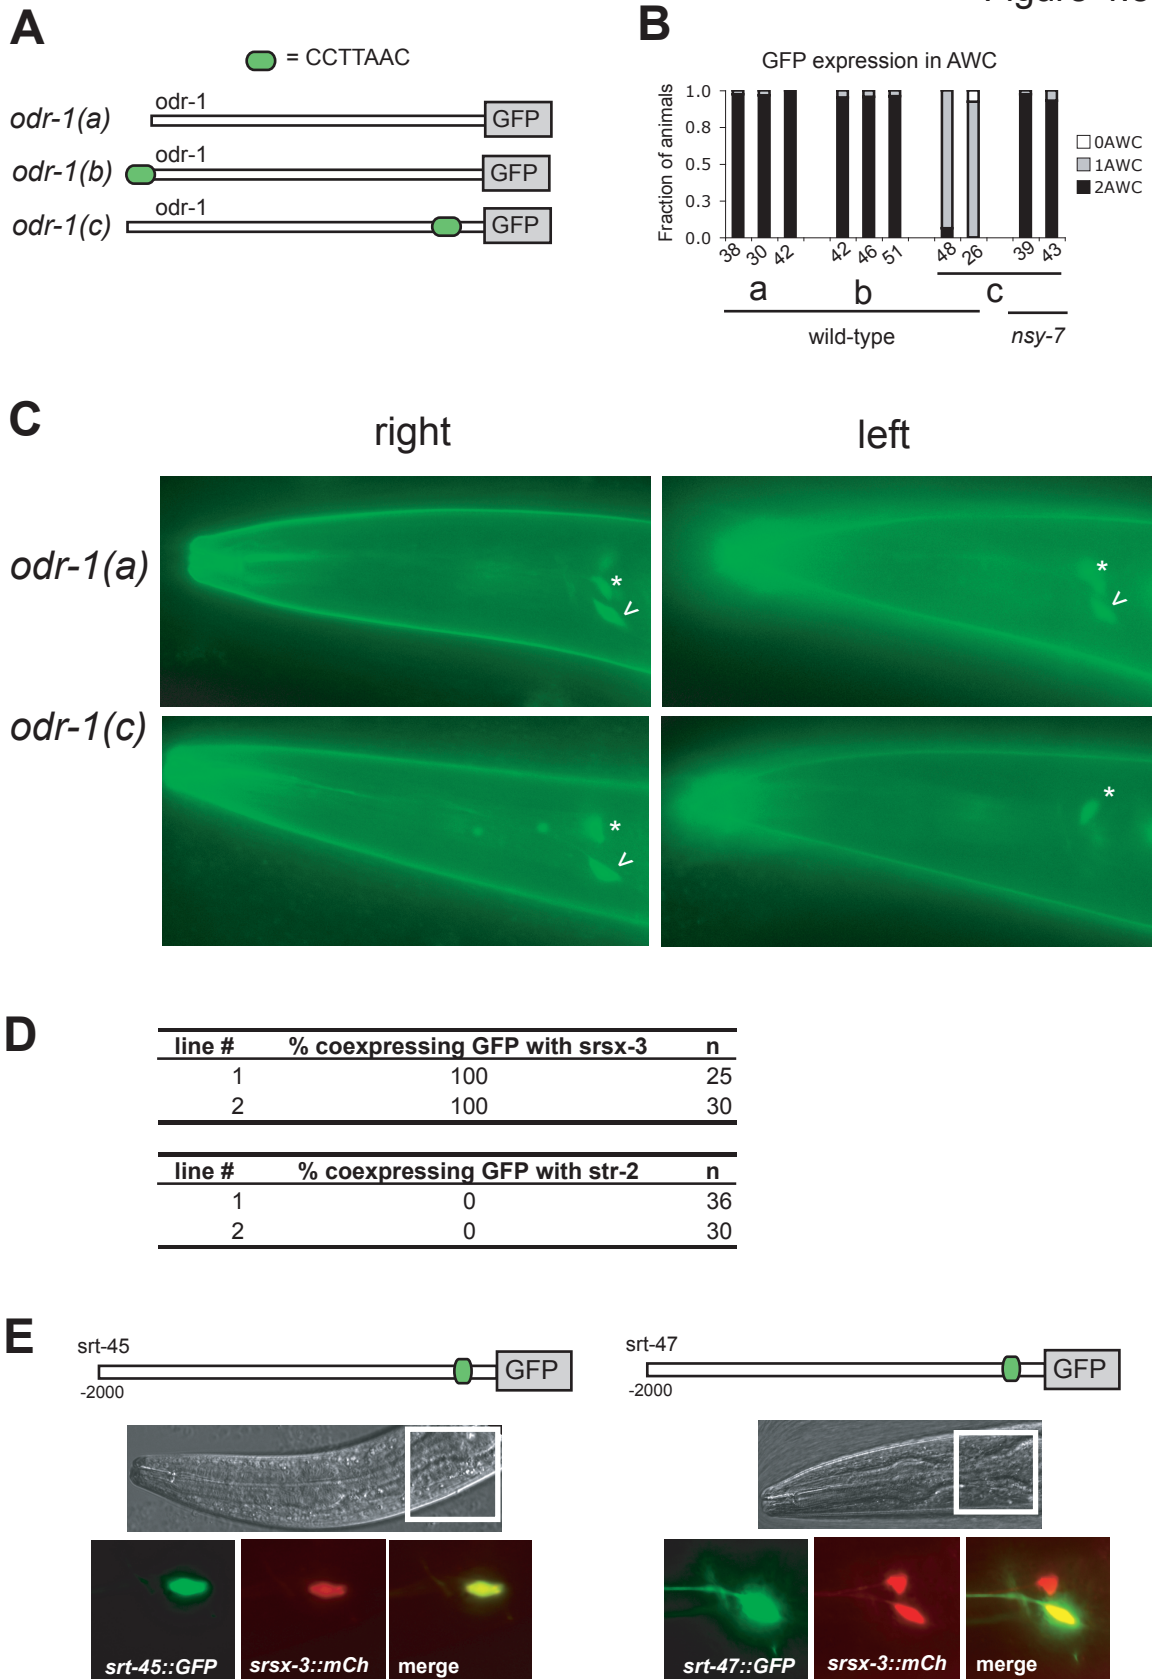 A
= CCTTAAC
odr-1(a)
odr-1
GFP
odr-1(b)
odr-1
GFP
odr-1(c)
odr-1
GFP
B
GFP expression in AWC
Fraction of animals
1.0
0.8
0.5
0.3
0.0
0AWC
1AWC
2AWC
38 30 42 42 46 51 48 26 39 43
a b c
wild-type nsy-7
C
right left
odr-1(a)
*
>
*
>
odr-1(c)
*
>
*
D
line # % coexpressing GFP with srsx-3 n
1 100 25
2 100 30
line # % coexpressing GFP with str-2 n
1 0 36
2 0 30
E
srt-45
GFP
-2000
srt-45::GFP srsx-3::mCh merge
srt-47
GFP
-2000
srt-47::GFP srsx-3::mCh merge